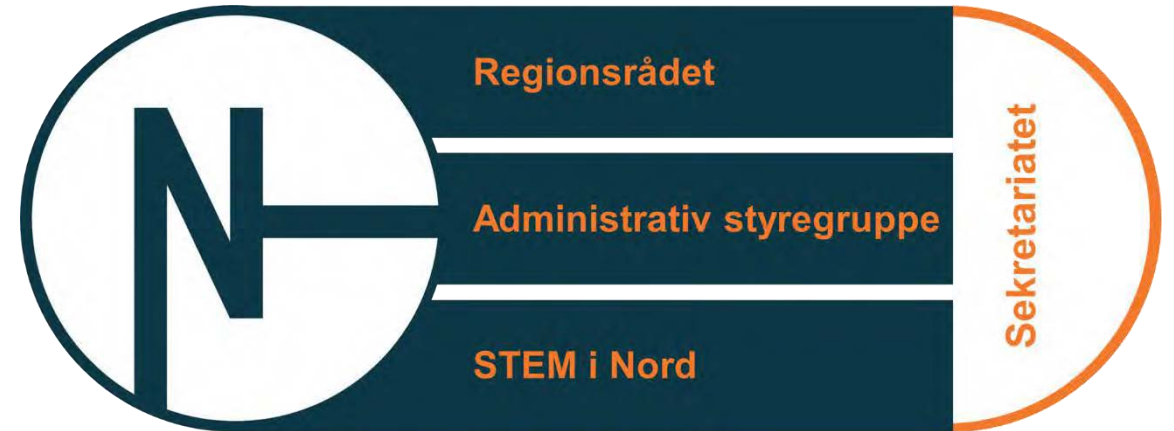 N
Regionsrådet
Administrativ styregruppe
STEM i Nord
Sekretariatet